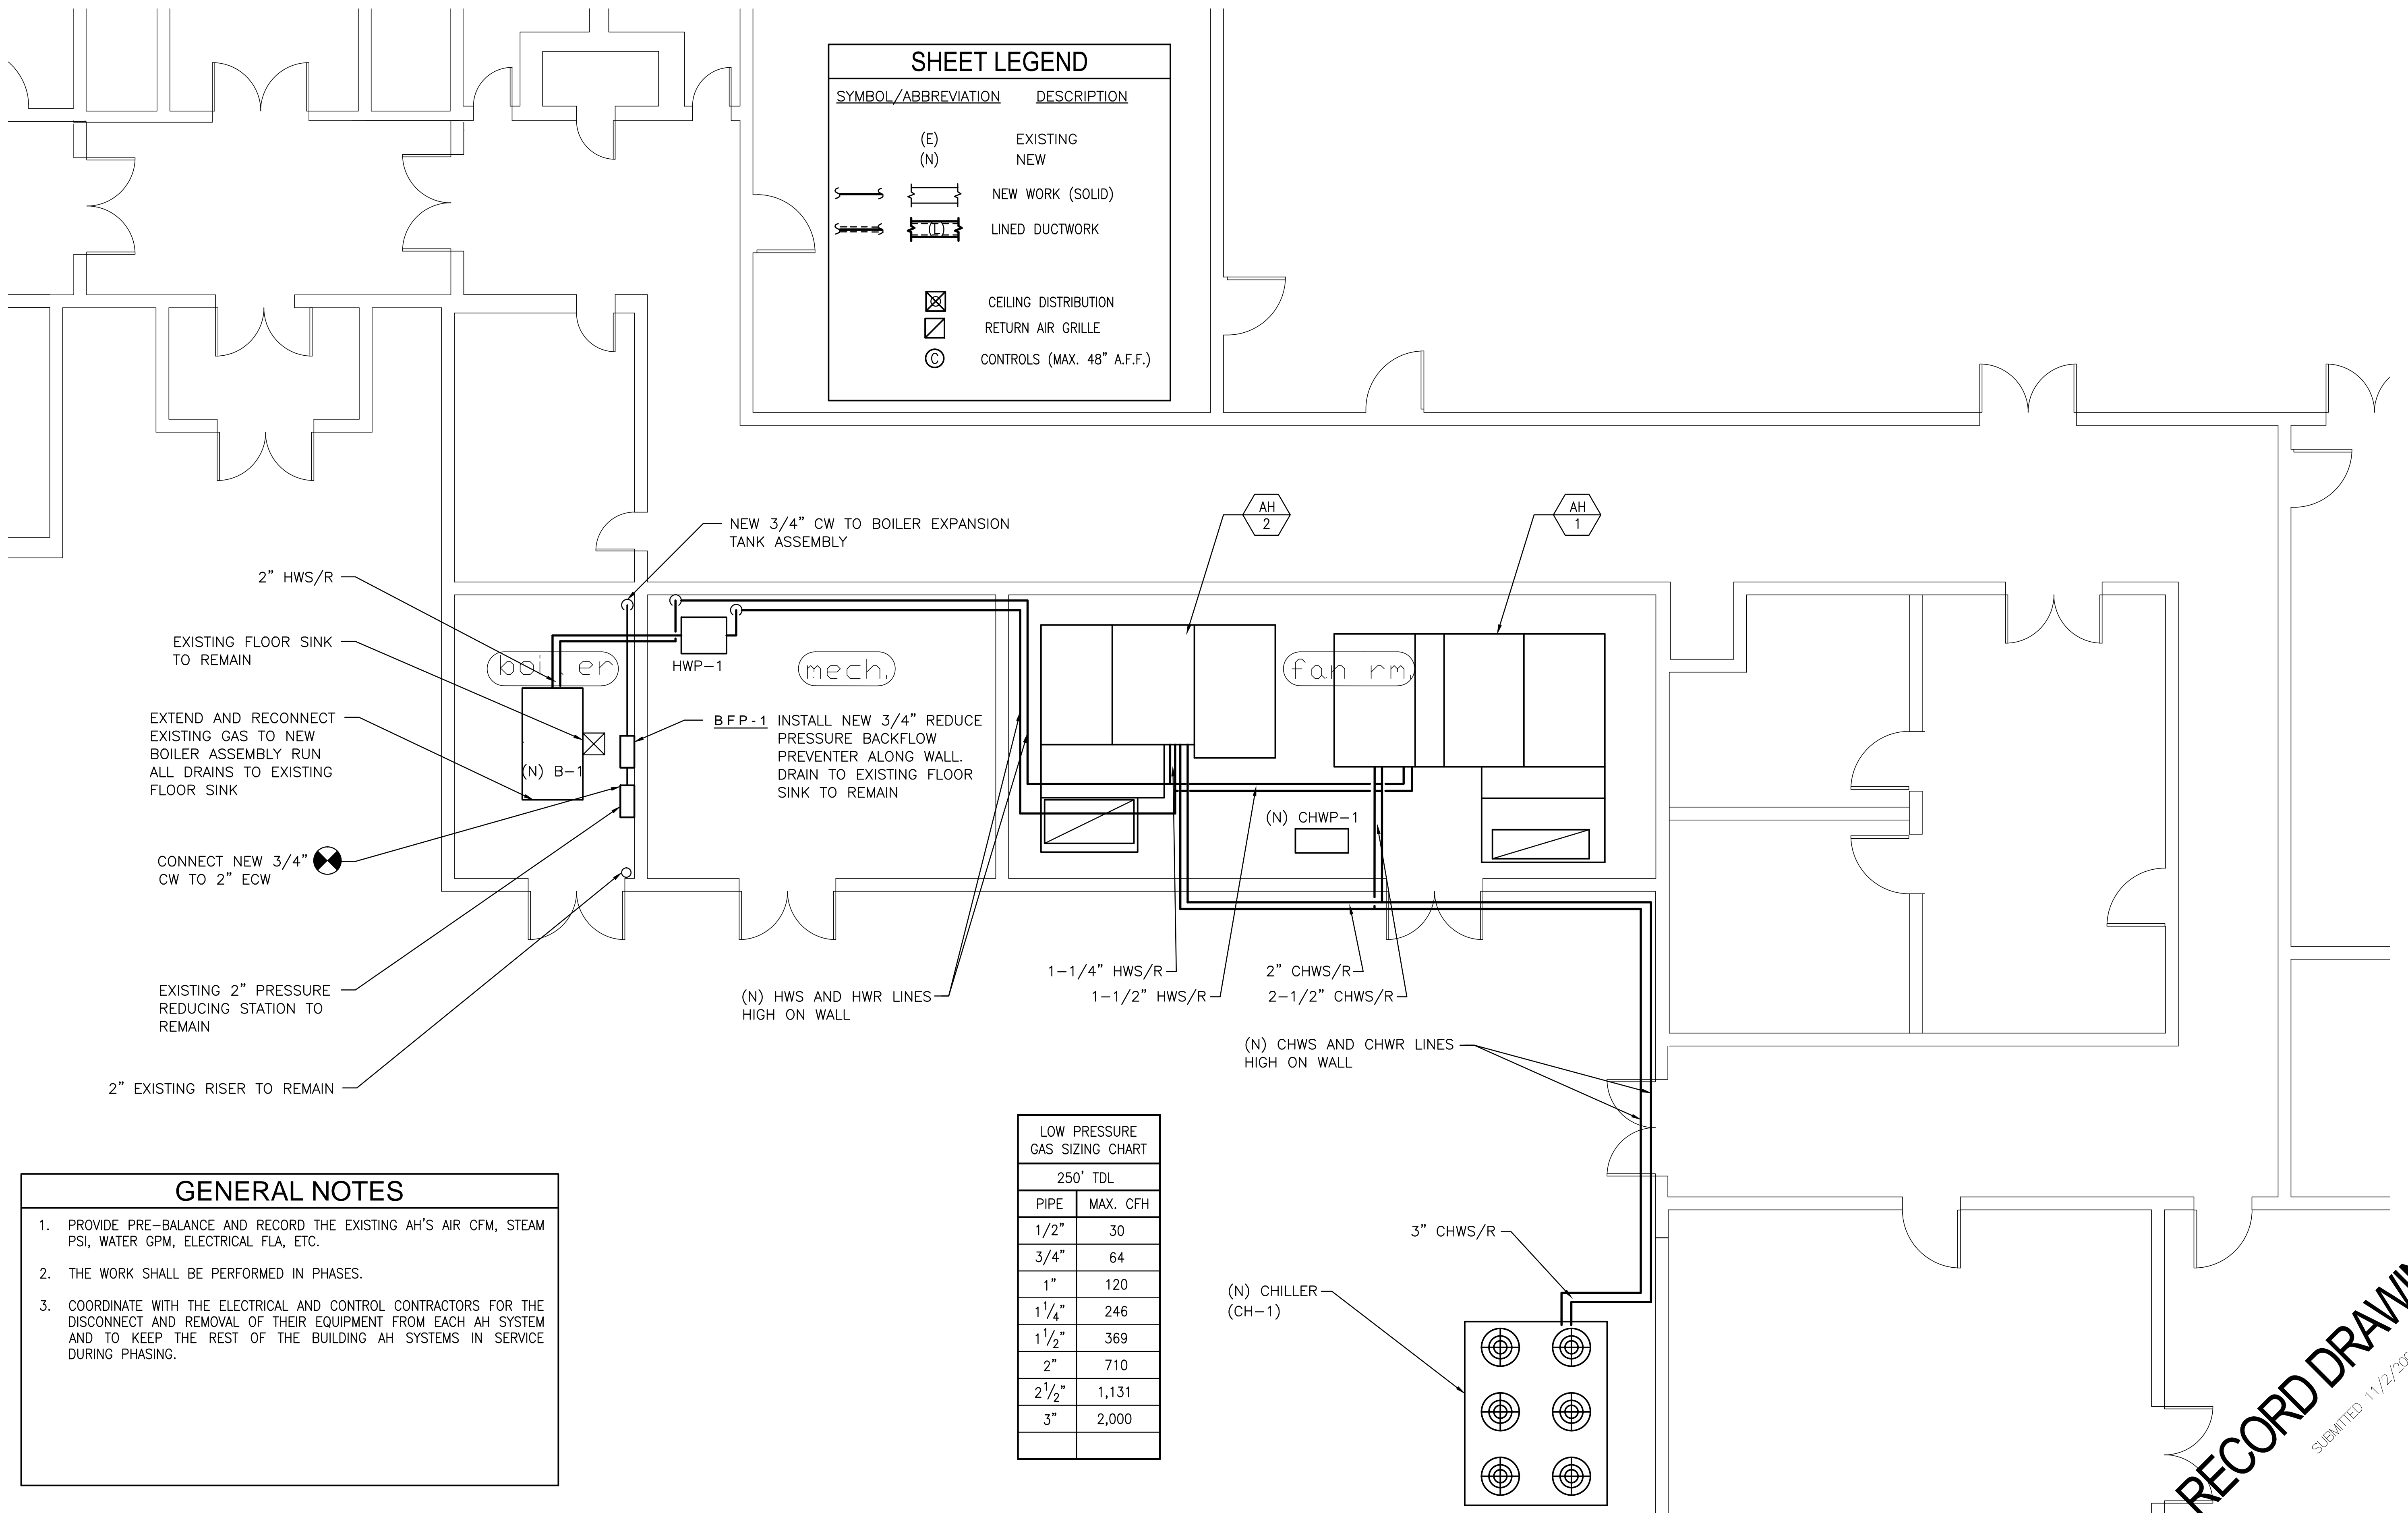 SHEET LEGEND
SYMBOL/ABBREVIATION DESCRIPTION
(E) EXISTING
(N) NEW
NEW WORK (SOLID)
(L) LINED DUCTWORK
CEILING DISTRIBUTION
RETURN AIR GRILLE
C CONTROLS (MAX. 48" A.F.F.)
AH
2
AH
1
NEW 3/4" CW TO BOILER EXPANSION
TANK ASSEMBLY
2" HWS/R
EXISTING FLOOR SINK
TO REMAIN
HWP-1
mech.
fan rm.
EXTEND AND RECONNECT
EXISTING GAS TO NEW
BOILER ASSEMBLY RUN
ALL DRAINS TO EXISTING
FLOOR SINK
(N) B-1
BFP-1 INSTALL NEW 3/4" REDUCE
PRESSURE BACKFLOW
PREVENTER ALONG WALL.
DRAIN TO EXISTING FLOOR
SINK TO REMAIN
(N) CHWP-1
CONNECT NEW 3/4"
CW TO 2" ECW
EXISTING 2" PRESSURE
REDUCING STATION TO
REMAIN
2" EXISTING RISER TO REMAIN
(N) HWS AND HWR LINES
HIGH ON WALL
1-1/4" HWS/R
1-1/2" HWS/R
2" CHWS/R
2-1/2" CHWS/R
(N) CHWS AND CHWR LINES
HIGH ON WALL
3" CHWS/R
(N) CHILLER
(CH-1)
LOW PRESSURE
GAS SIZING CHART
250' TDL
PIPE MAX. CFH
1/2" 30
3/4" 64
1" 120
1 1/4" 246
1 1/2" 369
2" 710
2 1/2" 1,131
3" 2,000
GENERAL NOTES
1. PROVIDE PRE-BALANCE AND RECORD THE EXISTING AH'S AIR CFM, STEAM
PSI, WATER GPM, ELECTRICAL FLA, ETC.
2. THE WORK SHALL BE PERFORMED IN PHASES.
3. COORDINATE WITH THE ELECTRICAL AND CONTROL CONTRACTORS FOR THE
DISCONNECT AND REMOVAL OF THEIR EQUIPMENT FROM EACH AH SYSTEM
AND TO KEEP THE REST OF THE BUILDING AH SYSTEMS IN SERVICE
DURING PHASING.
RECORD
SUBMITTED